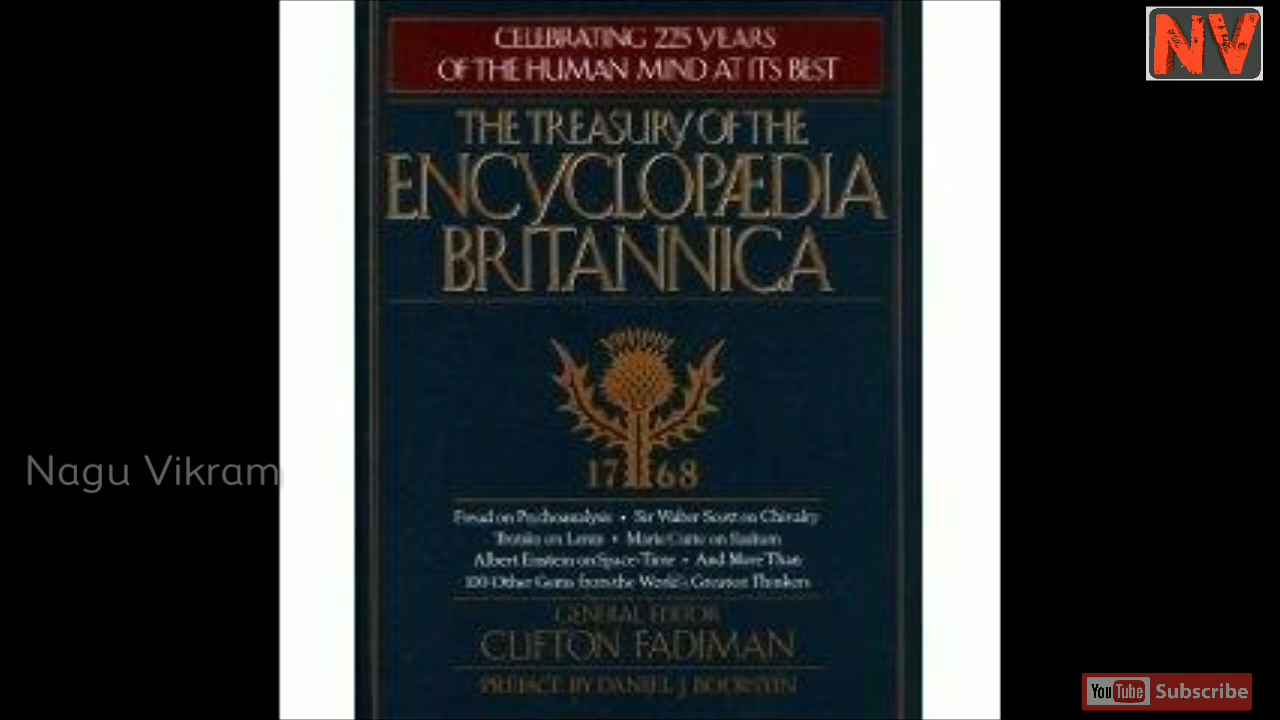 CELEBRATING 225 YEARS
OF THE HUMAN MIND AT ITS BEST
NV
THE TREASURY OF THE
ENCYCLOPÆDIA
BRITANNICA
Nagu Vikram
1768
Freud on Psychoanalysis • Sir Walter Scott on Chivalry
Trotsky on Lenin • Marie Curie on Radium
Albert Einstein on Space-Time • And More Than
100 Other Gems from the World's Greatest Thinkers
GENERAL EDITOR
CLIFTON FADIMAN
PREFACE BY DANIEL J. BOORSTIN
YouTube Subscribe